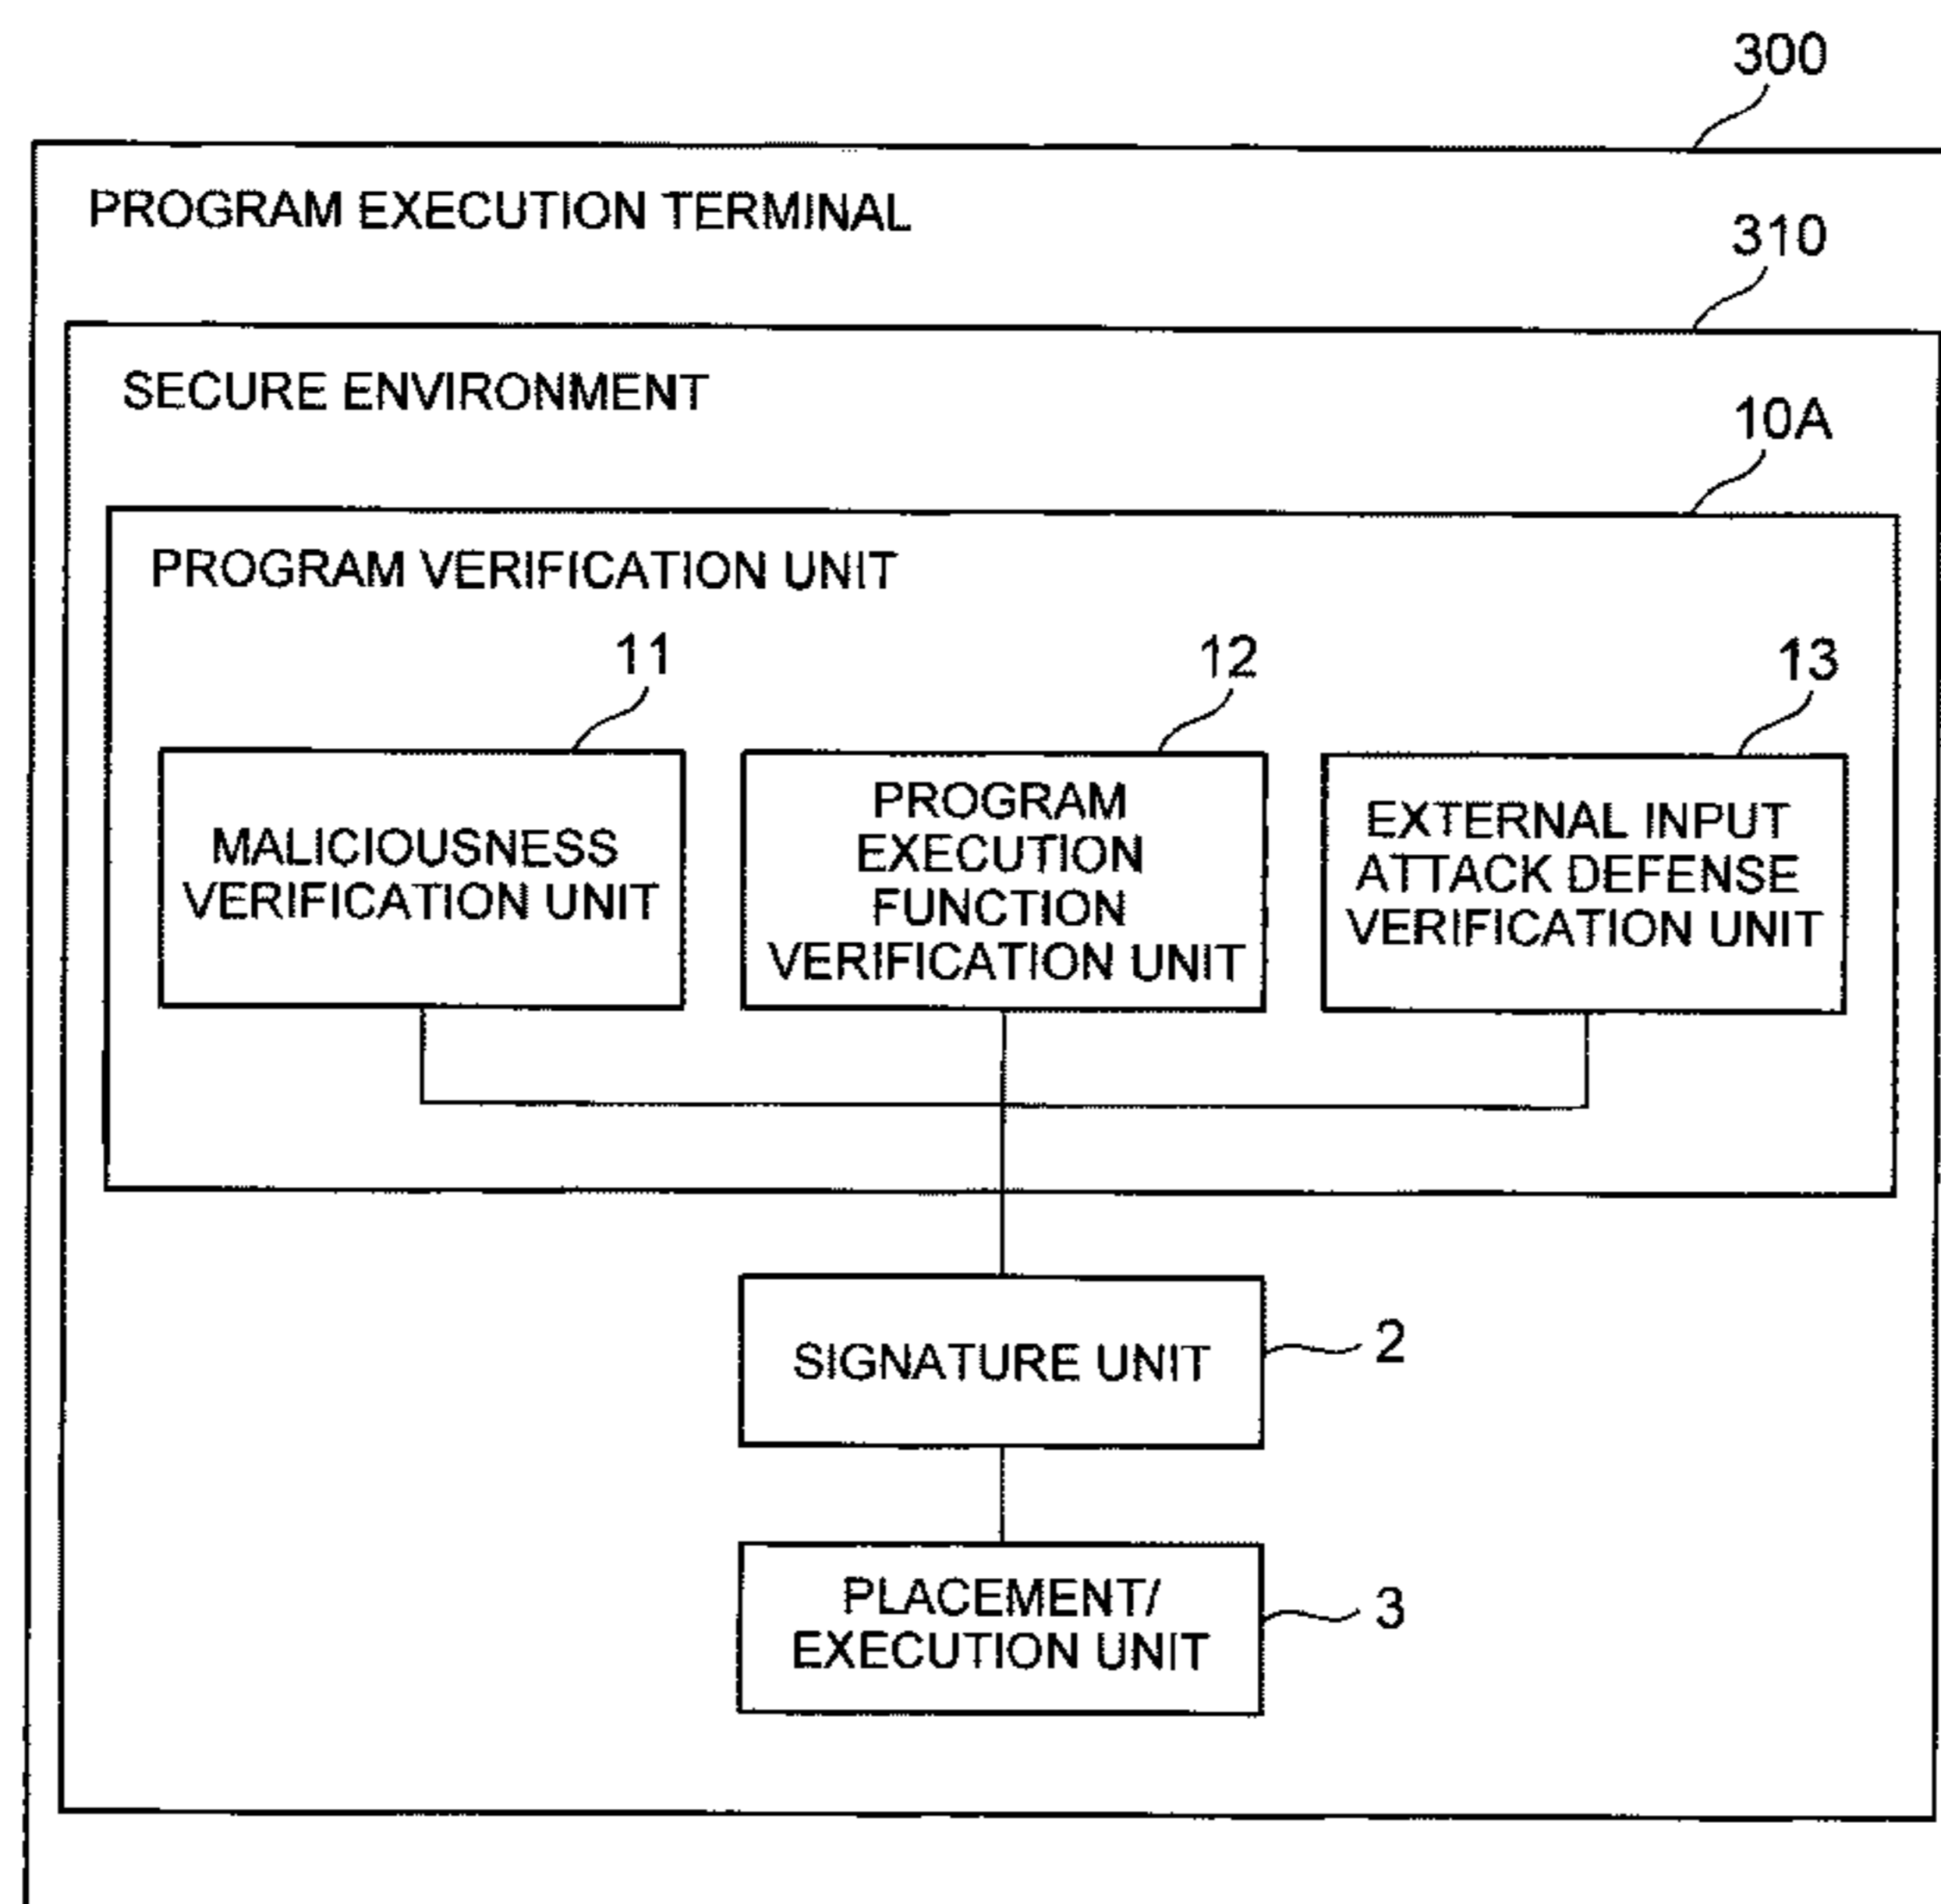 300
PROGRAM EXECUTION TERMINAL
310
SECURE ENVIRONMENT
10A
PROGRAM VERIFICATION UNIT
11
12
13
MALICIOUSNESS
VERIFICATION UNIT
PROGRAM
EXECUTION
FUNCTION
VERIFICATION UNIT
EXTERNAL INPUT
ATTACK DEFENSE
VERIFICATION UNIT
SIGNATURE UNIT
2
PLACEMENT/
EXECUTION UNIT
3